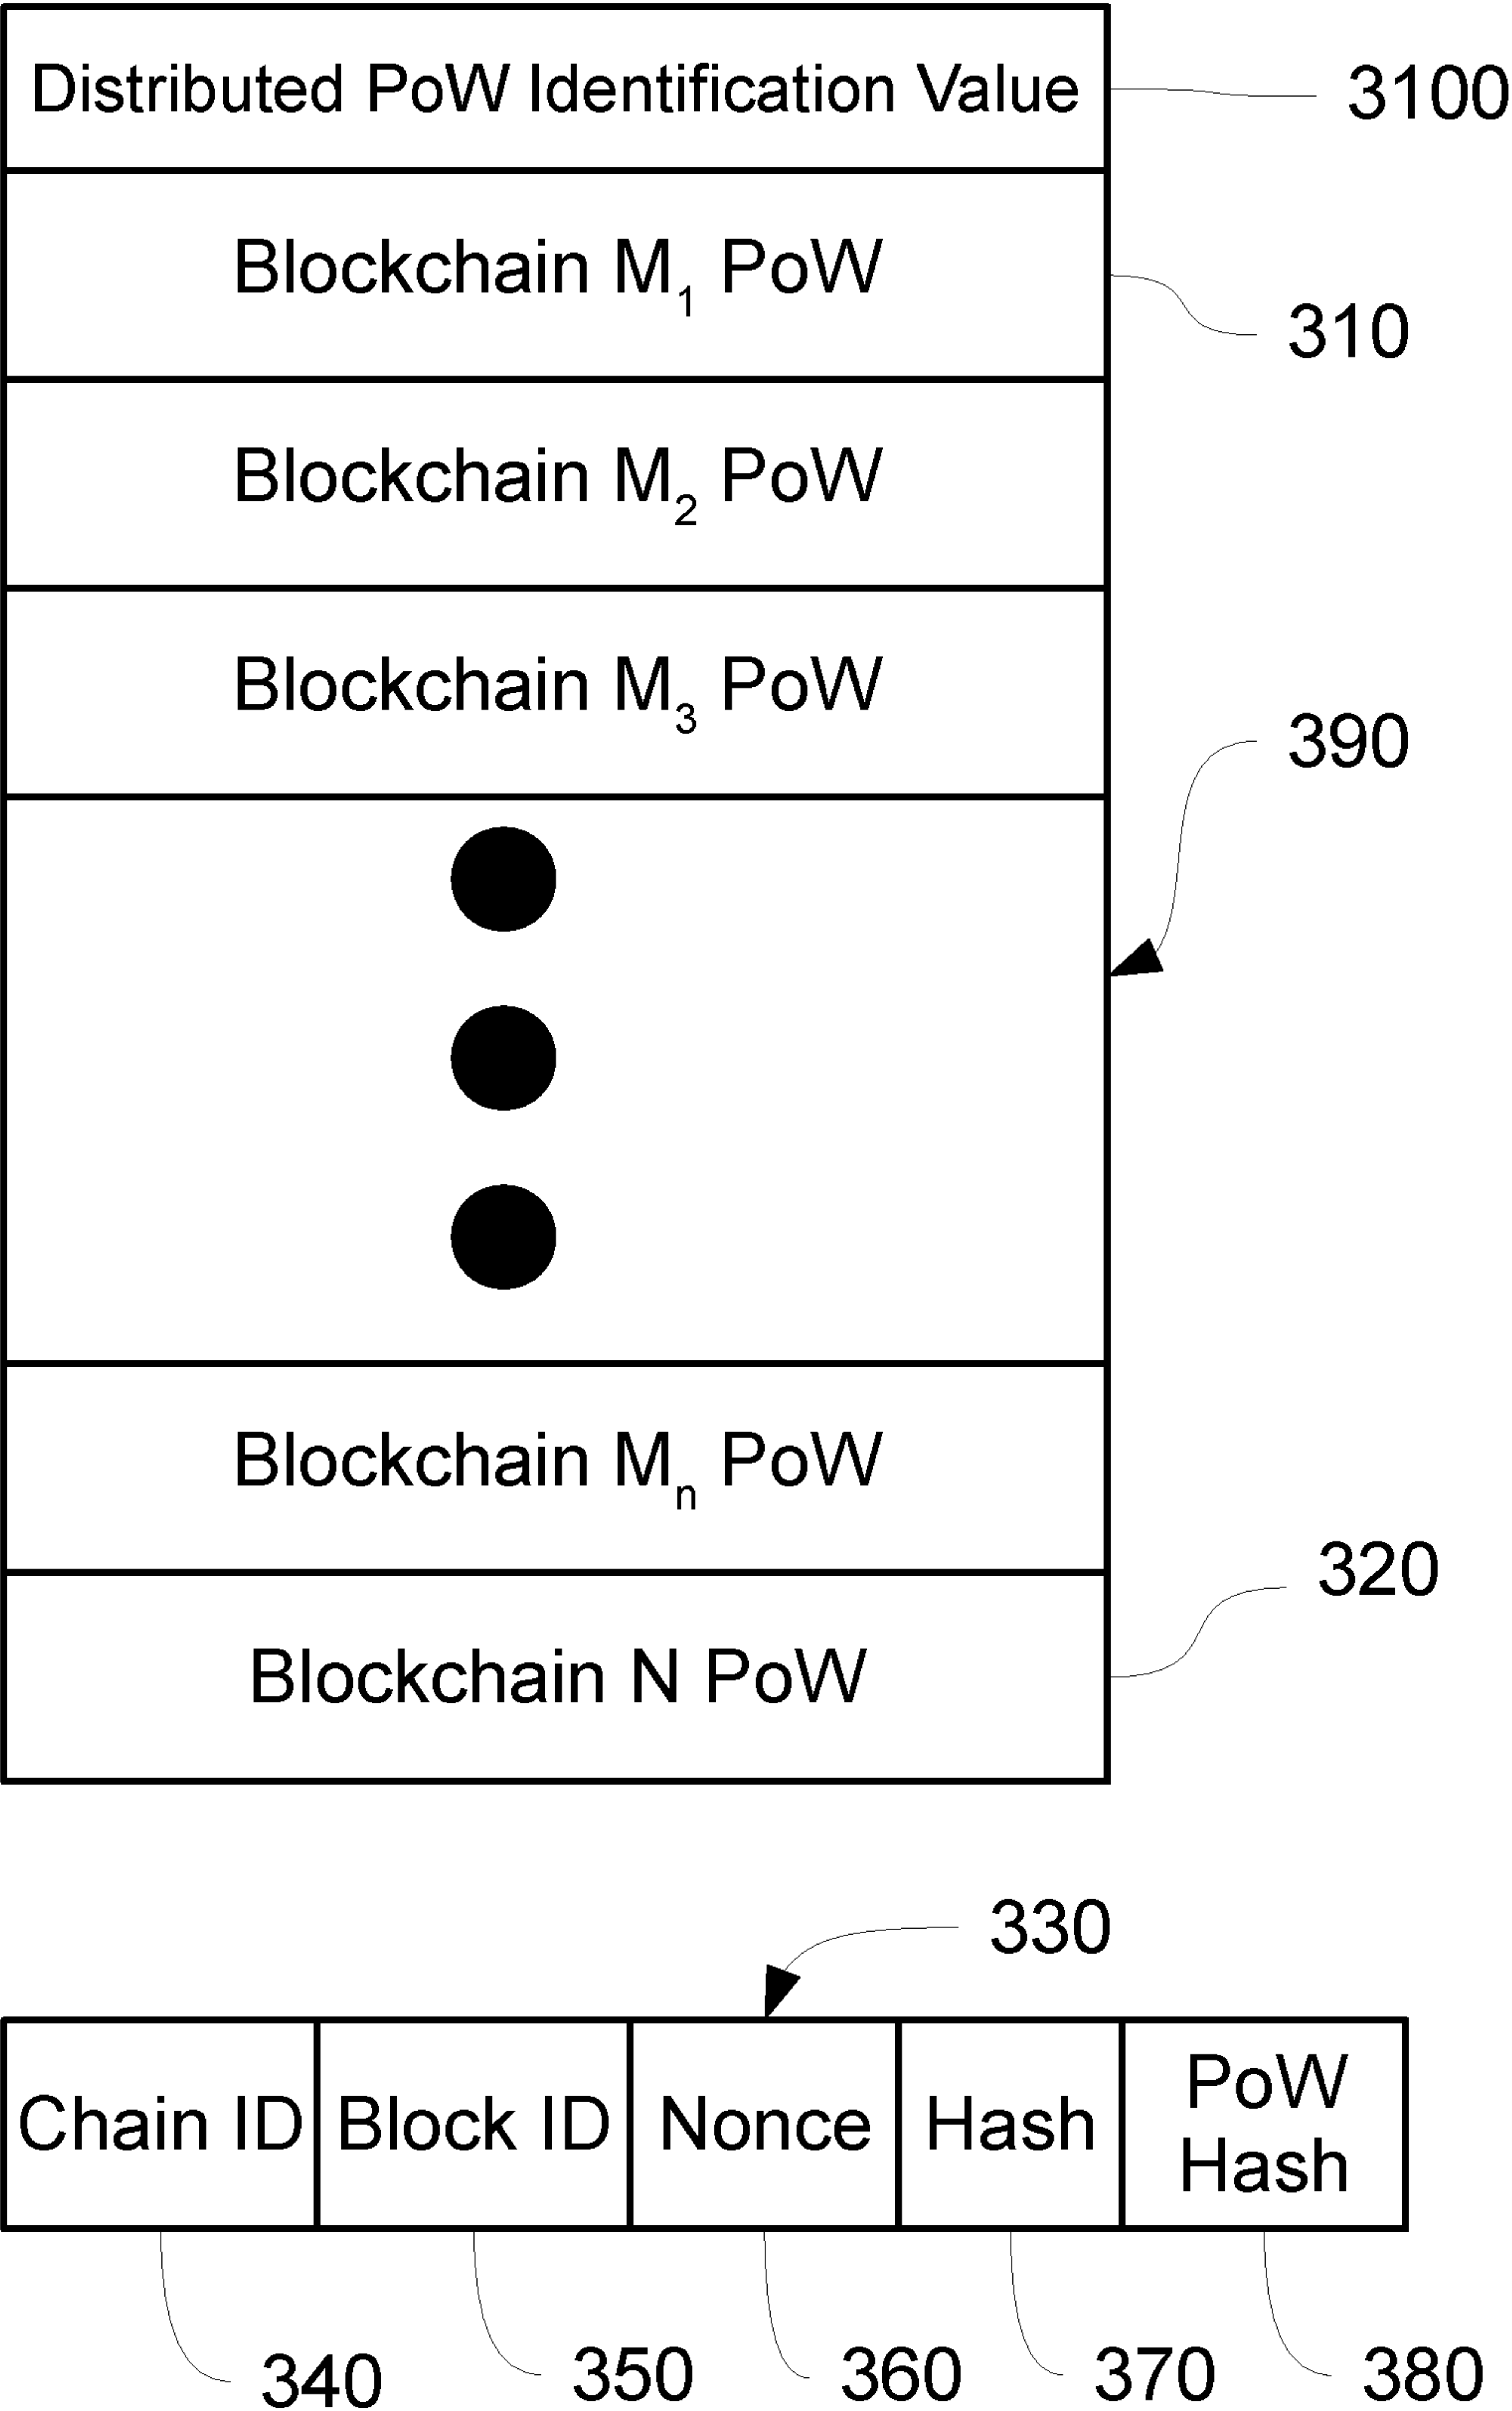 Distributed PoW Identification Value
3100
Blockchain M1 PoW
310
Blockchain M2 PoW
Blockchain M3 PoW
390
Blockchain Mn PoW
320
Blockchain N PoW
330
Chain ID
Block ID
Nonce
Hash
PoW
Hash
340
350
360
370
380